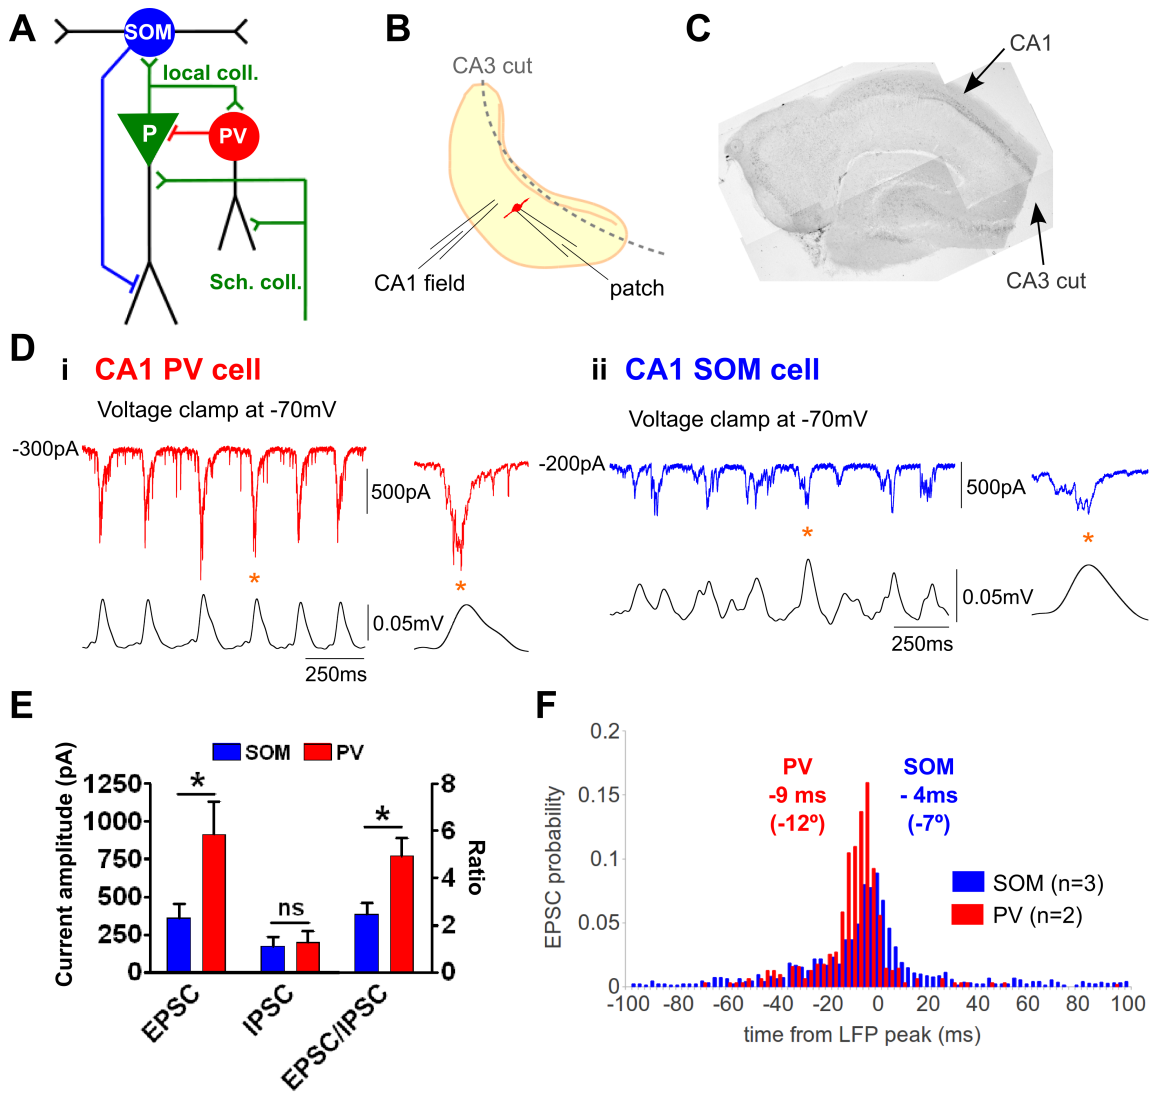 A
SOM
local coll.
P
PV
Sch. coll.
B
CA3 cut
CA1 field
patch
C
CA1
CA3 cut
D
i CA1 PV cell
Voltage clamp at -70mV
-300pA
500pA
*
*
0.05mV
250ms
ii CA1 SOM cell
Voltage clamp at -70mV
-200pA
500pA
*
*
0.05mV
250ms
E
SOM PV
Current amplitude (pA)
1250
1000
750
500
250
0
*
ns
*
8
6
4
2
0
Ratio
EPSC
IPSC
EPSC/IPSC
F
EPSC probability
0.2
0.15
0.1
0.05
0
PV
-9 ms
(-12º)
SOM
- 4ms
(-7º)
SOM (n=3)
PV (n=2)
-100 -80 -60 -40 -20 0 20 40 60 80 100
time from LFP peak (ms)